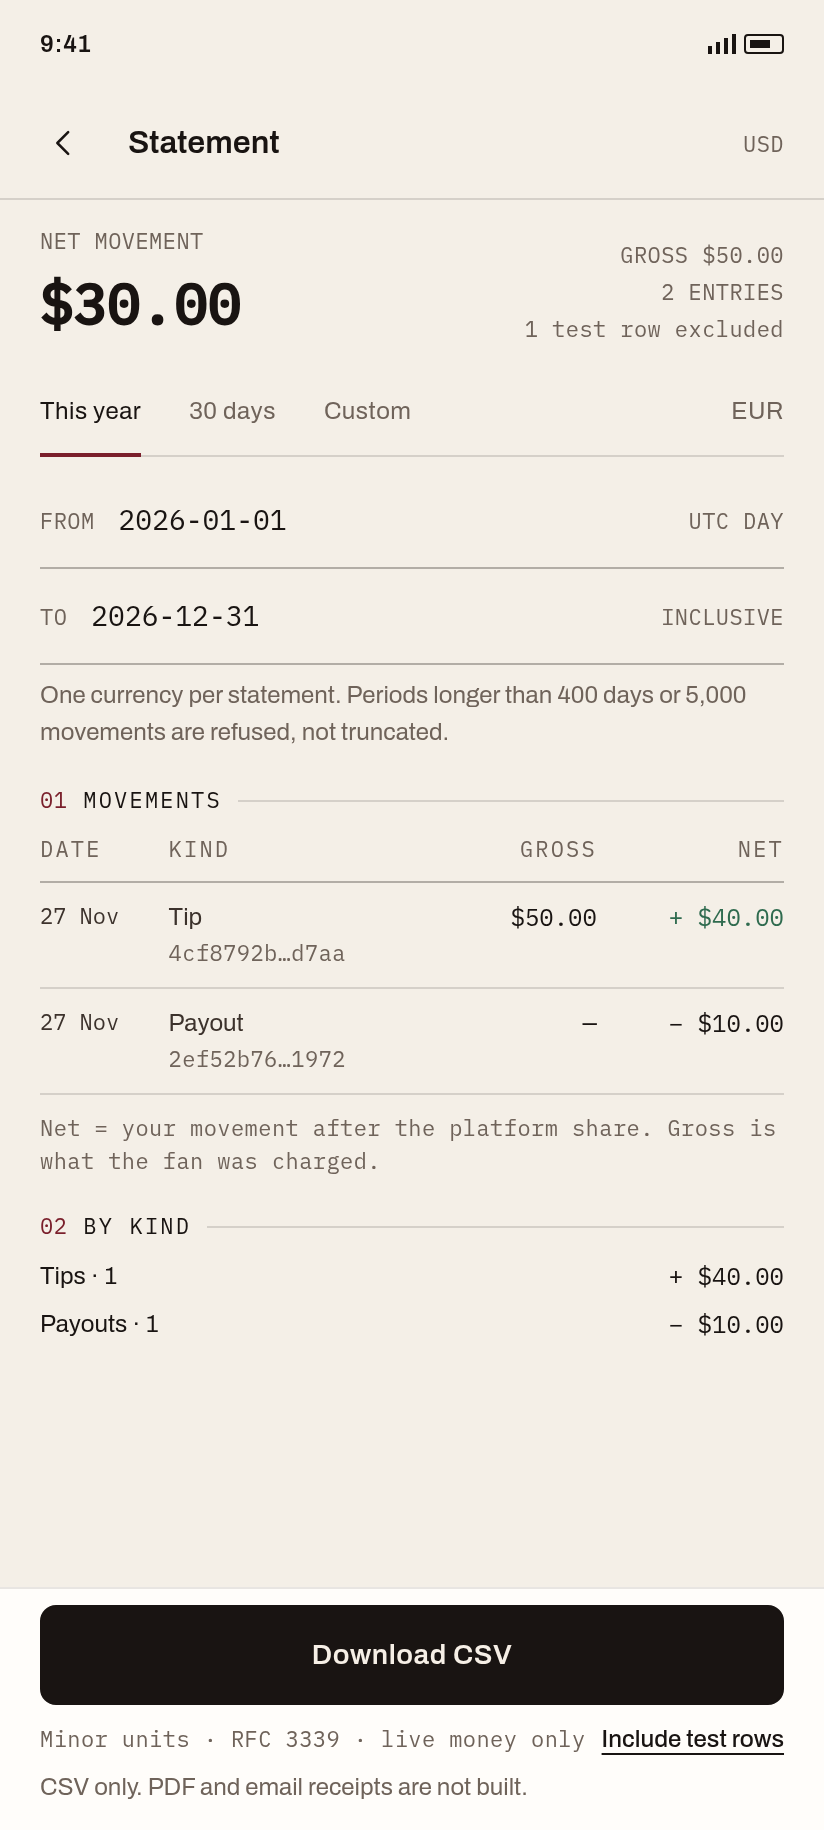 9:41
Statement
USD
NET MOVEMENT
$30.00
GROSS $50.00
2 ENTRIES
1 test row excluded
This year 30 days Custom EUR
FROM 2026-01-01 UTC DAY
TO 2026-12-31 INCLUSIVE
One currency per statement. Periods longer than 400 days or 5,000
movements are refused, not truncated.
01 MOVEMENTS
DATE KIND GROSS NET
27 Nov Tip $50.00 + $40.00
4cf8792b…d7aa
27 Nov Payout — − $10.00
2ef52b76…1972
Net = your movement after the platform share. Gross is
what the fan was charged.
02 BY KIND
Tips · 1 + $40.00
Payouts · 1 − $10.00
Download CSV
Minor units · RFC 3339 · live money only Include test rows
CSV only. PDF and email receipts are not built.